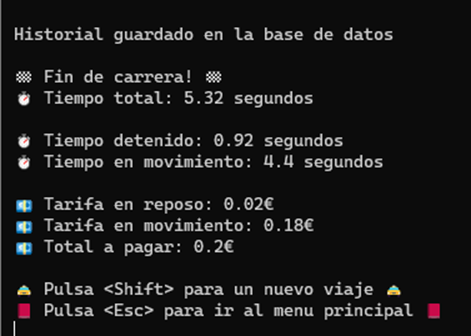 Historial guardado en la base de datos
🏁 Fin de carrera! 🏁
⏱️ Tiempo total: 5.32 segundos
⏱️ Tiempo detenido: 0.92 segundos
⏱️ Tiempo en movimiento: 4.4 segundos
💶 Tarifa en reposo: 0.02€
💶 Tarifa en movimiento: 0.18€
💶 Total a pagar: 0.2€
🚖 Pulsa <Shift> para un nuevo viaje 🚖
📕 Pulsa <Esc> para ir al menu principal 📕